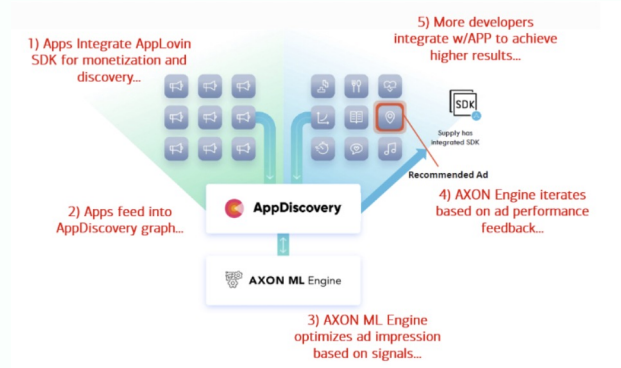 1) Apps Integrate AppLovin
SDK for monetization and
discovery...
5) More developers
integrate w/APP to achieve
higher results...
SDK
Supply has
integrated SDK
Recommended Ad
2) Apps feed into
AppDiscovery graph...
AppDiscovery
4) AXON Engine iterates
based on ad performance
feedback...
AXON ML Engine
3) AXON ML Engine
optimizes ad impression
based on signals...